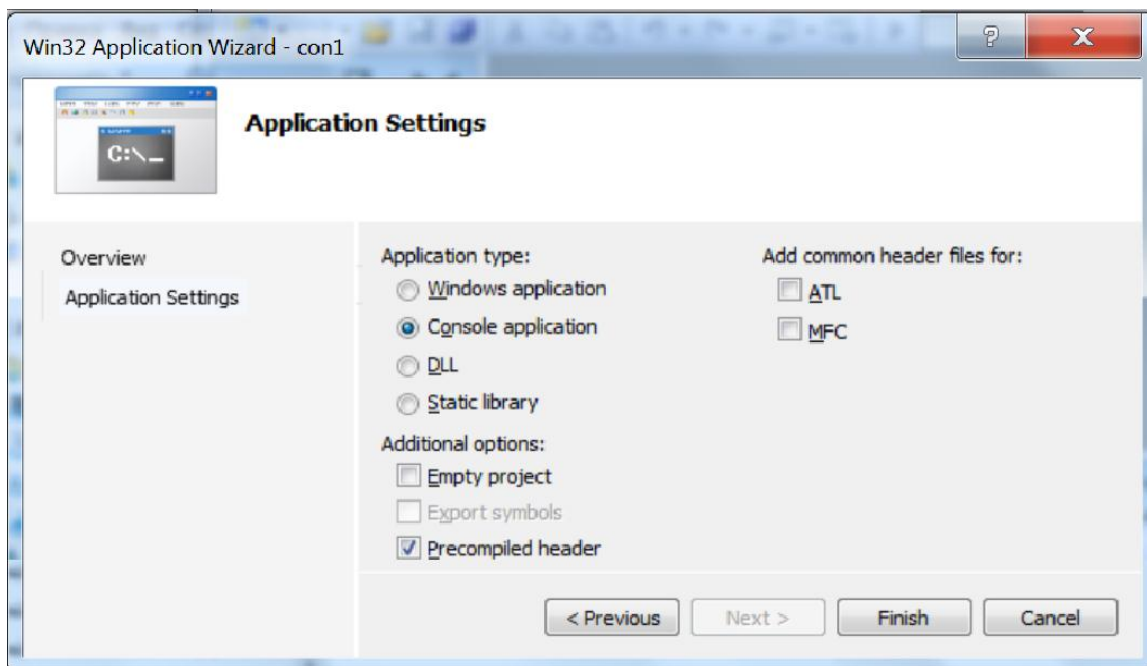 Win32 Application Wizard - con1
C:\_
Application Settings
Overview
Application Settings
Application type:
Windows application
Console application
DLL
Static library
Additional options:
Empty project
Export symbols
Precompiled header
Add common header files for:
ATL
MFC
< Previous
Next >
Finish
Cancel